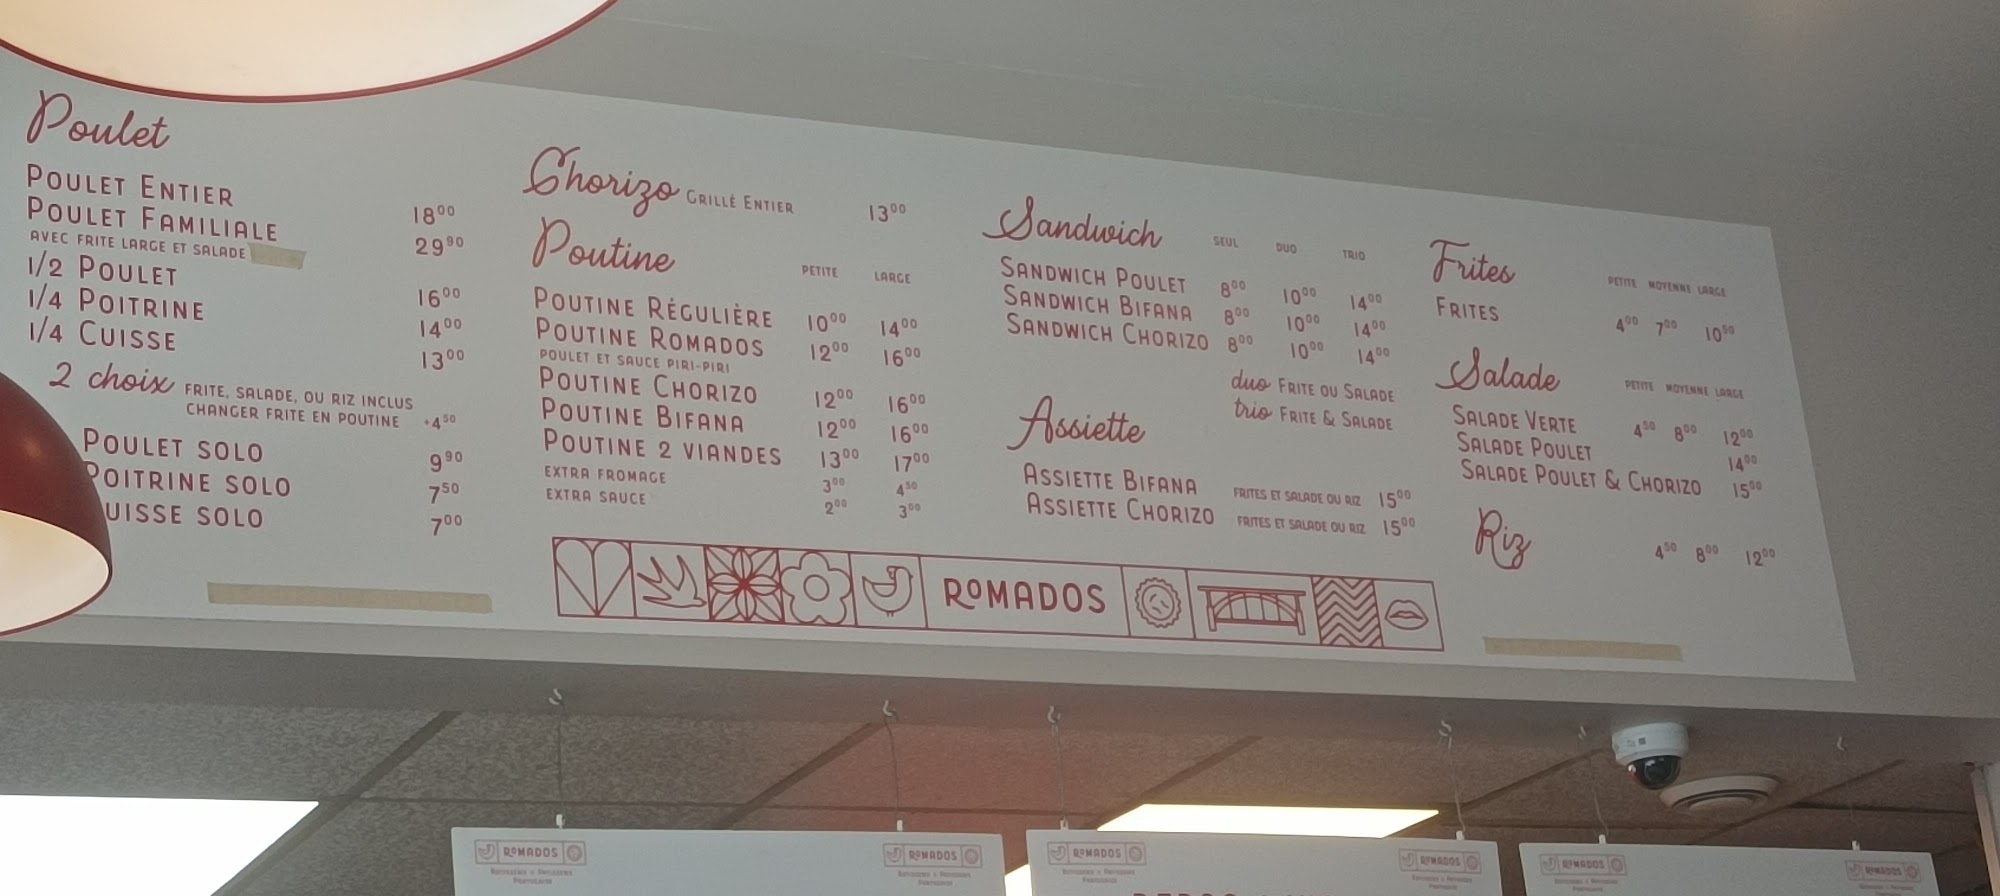 Poulet
POULET ENTIER 18⁰⁰
POULET FAMILIALE 29⁹⁰
AVEC FRITE LARGE ET SALADE
1/2 POULET 16⁰⁰
1/4 POITRINE 14⁰⁰
1/4 CUISSE 13⁰⁰
2 choix FRITE, SALADE, OU RIZ INCLUS
CHANGER FRITE EN POUTINE +4⁵⁰
POULET SOLO 9⁹⁰
POITRINE SOLO 7⁵⁰
UISSE SOLO 7⁰⁰
Chorizo GRILLÉ ENTIER 13⁰⁰
Poutine PETITE LARGE
POUTINE RÉGULIÈRE 10⁰⁰ 14⁰⁰
POUTINE ROMADOS 12⁰⁰ 16⁰⁰
POULET ET SAUCE PIRI-PIRI
POUTINE CHORIZO 12⁰⁰ 16⁰⁰
POUTINE BIFANA 12⁰⁰ 16⁰⁰
POUTINE 2 VIANDES 13⁰⁰ 17⁰⁰
EXTRA FROMAGE 3⁰⁰ 4⁵⁰
EXTRA SAUCE 2⁰⁰ 3⁰⁰
Sandwich SEUL DUO TRIO
SANDWICH POULET 8⁰⁰ 10⁰⁰ 14⁰⁰
SANDWICH BIFANA 8⁰⁰ 10⁰⁰ 14⁰⁰
SANDWICH CHORIZO 8⁰⁰ 10⁰⁰ 14⁰⁰
duo FRITE OU SALADE
trio FRITE & SALADE
Assiette
ASSIETTE BIFANA FRITES ET SALADE OU RIZ 15⁰⁰
ASSIETTE CHORIZO FRITES ET SALADE OU RIZ 15⁰⁰
Frites PETITE MOYENNE LARGE
FRITES 4⁰⁰ 7⁰⁰ 10⁵⁰
Salade PETITE MOYENNE LARGE
SALADE VERTE 4⁵⁰ 8⁰⁰ 12⁰⁰
SALADE POULET 14⁰⁰
SALADE POULET & CHORIZO 15⁰⁰
Riz 4⁵⁰ 8⁰⁰ 12⁰⁰
ROMADOS
ROMADOS
ROMADOS
ROMADOS
ROMADOS
ROMADOS
ROMADOS